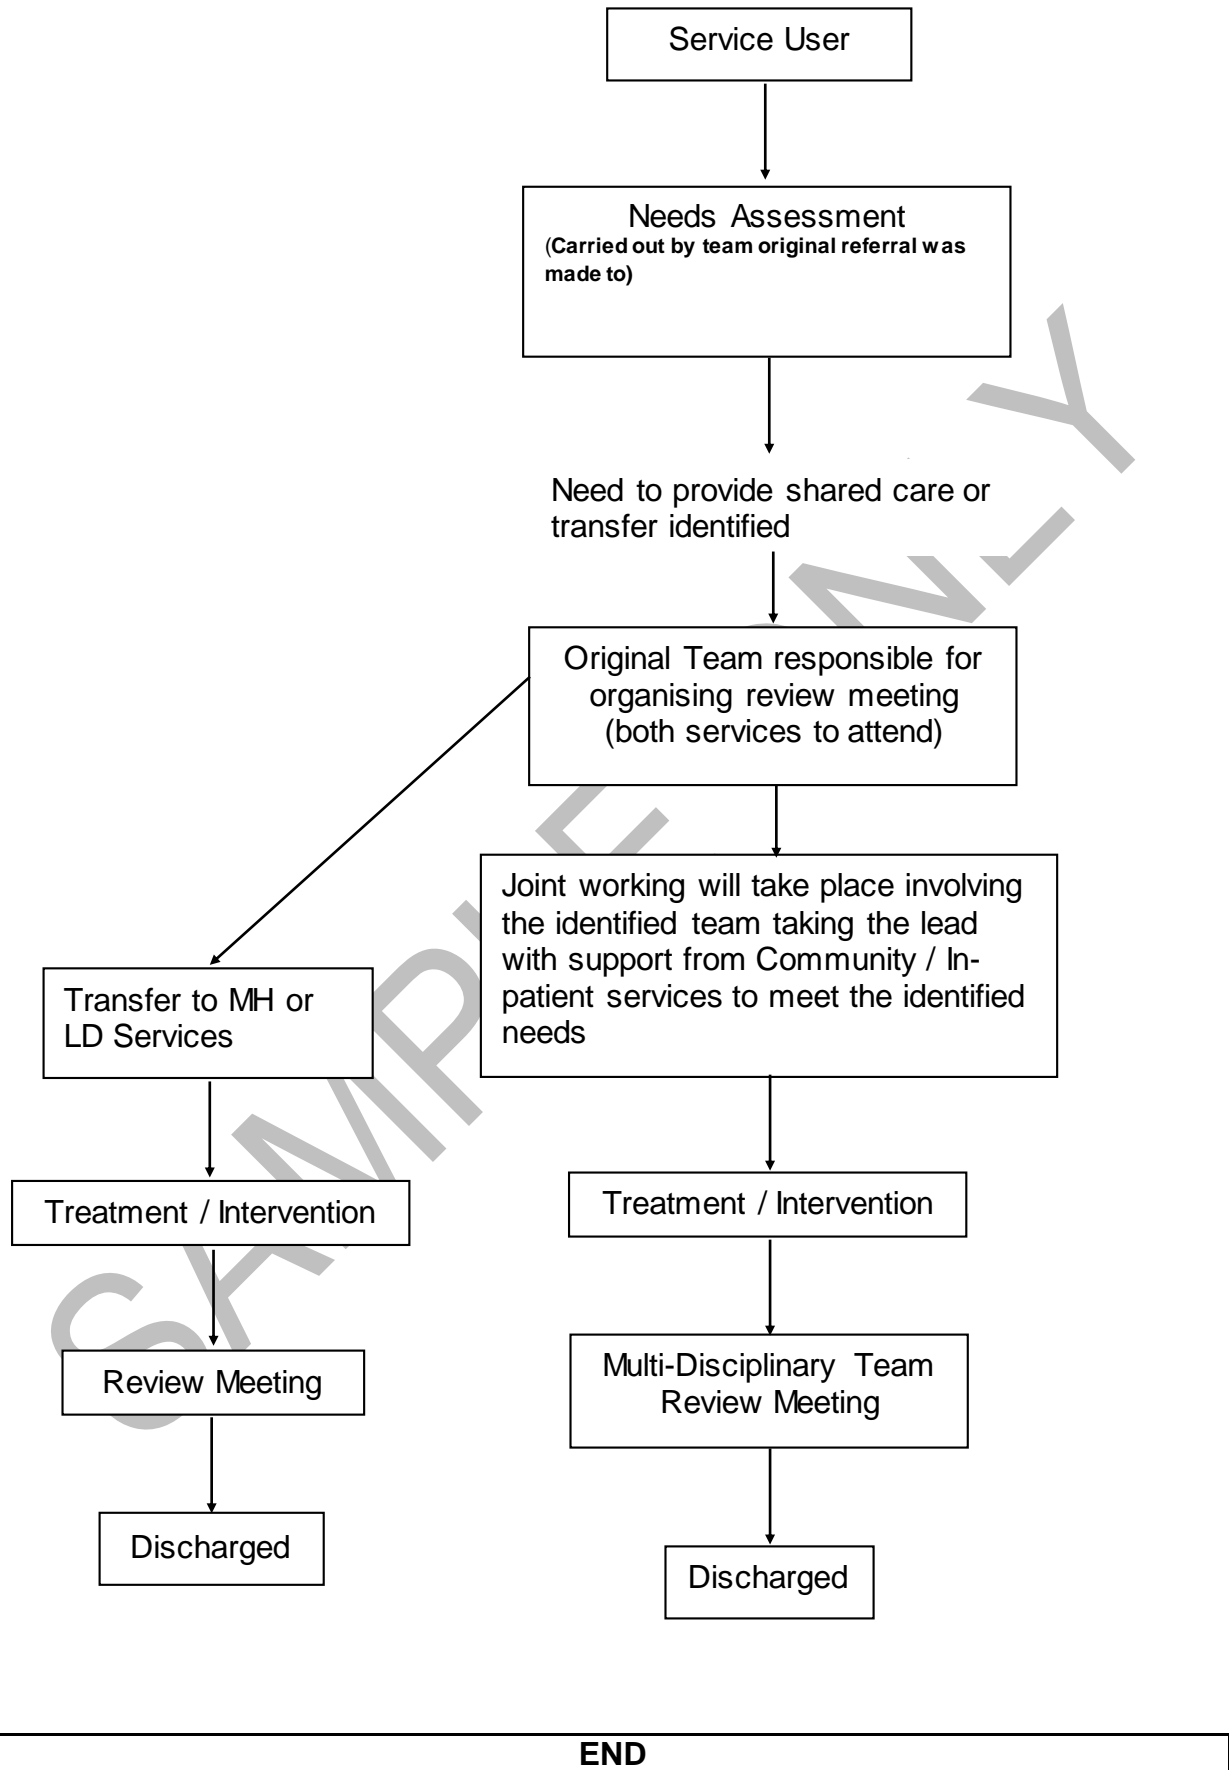 Service User
Needs Assessment
(Carried out by team original referral was
made to)
Need to provide shared care or
transfer identified
Original Team responsible for
organising review meeting
(both services to attend)
Joint working will take place involving
the identified team taking the lead
with support from Community / In-
patient services to meet the identified
needs
Transfer to MH or
LD Services
Treatment / Intervention
Treatment / Intervention
Review Meeting
Multi-Disciplinary Team
Review Meeting
Discharged
Discharged
END
SAMPLE ONLY